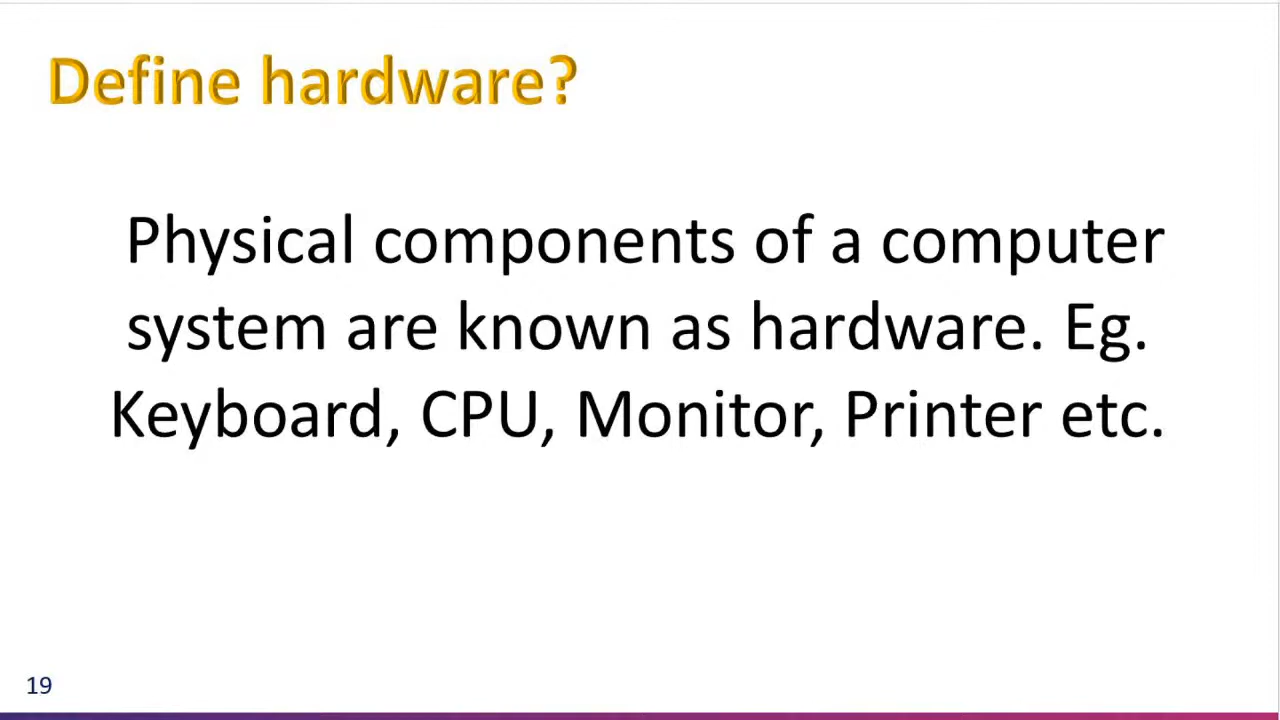 Define hardware?
Physical components of a computer
system are known as hardware. Eg.
Keyboard, CPU, Monitor, Printer etc.
19